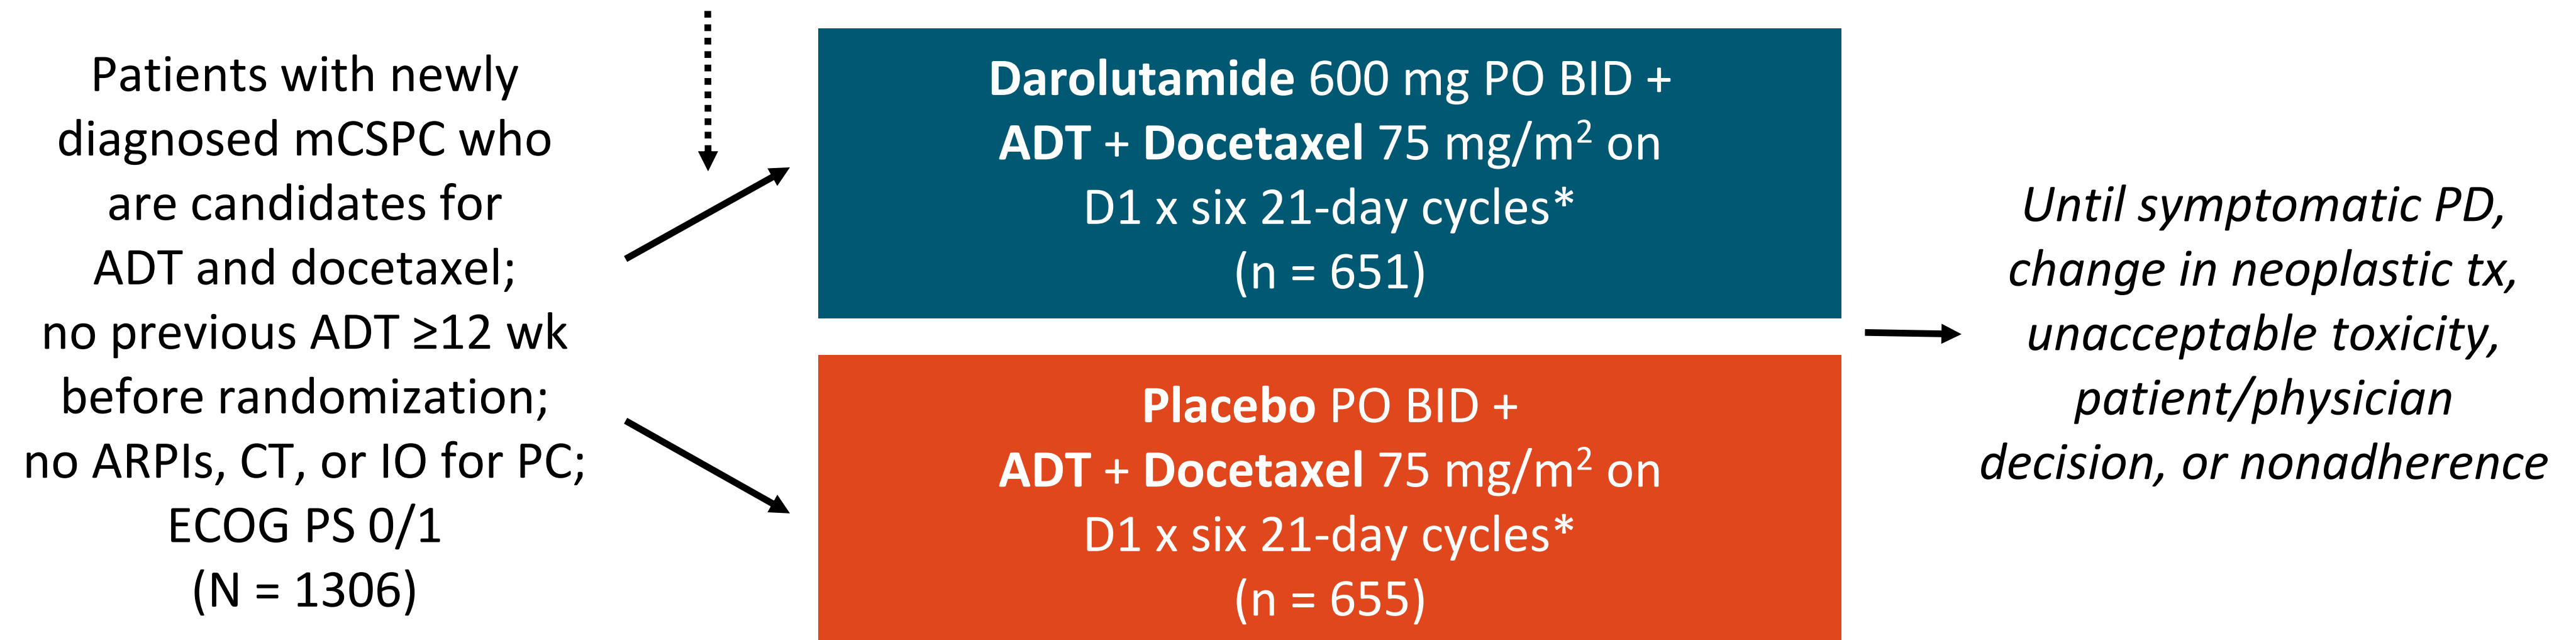 Patients with newly
diagnosed mCSPC who
are candidates for
ADT and docetaxel;
no previous ADT ≥12 wk
before randomization;
no ARPIs, CT, or IO for PC;
ECOG PS 0/1
(N = 1306)
Darolutamide 600 mg PO BID +
ADT + Docetaxel 75 mg/m² on
D1 x six 21-day cycles*
(n = 651)
Placebo PO BID +
ADT + Docetaxel 75 mg/m² on
D1 x six 21-day cycles*
(n = 655)
Until symptomatic PD,
change in neoplastic tx,
unacceptable toxicity,
patient/physician
decision, or nonadherence